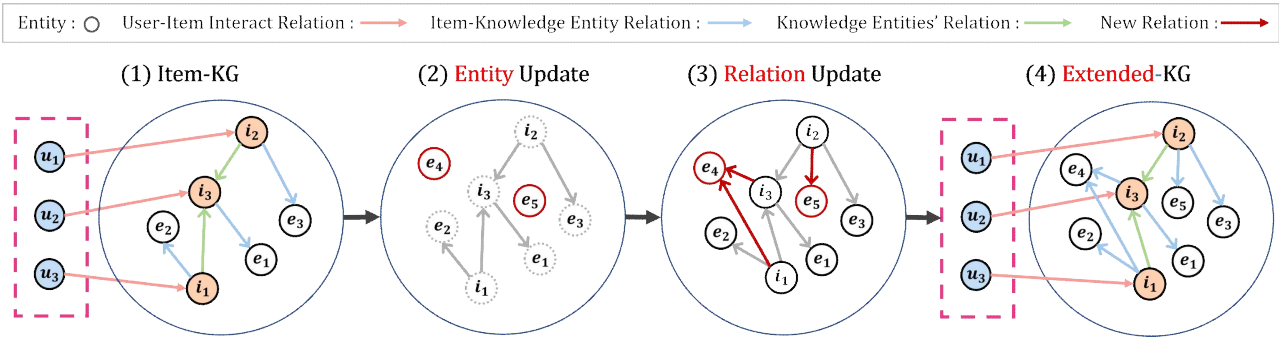 Entity : User-Item Interact Relation : Item-Knowledge Entity Relation : Knowledge Entities' Relation : New Relation :
(1) Item-KG (2) Entity Update (3) Relation Update (4) Extended-KG
u1 u2 u3 i2 i3 e2 e3 e1 i1
i2 e4 i3 e5 e2 e3 e1 i1
i2 e4 i3 e5 e2 e3 e1 i1
u1 u2 u3 i2 e4 i3 e5 e2 e3 e1 i1